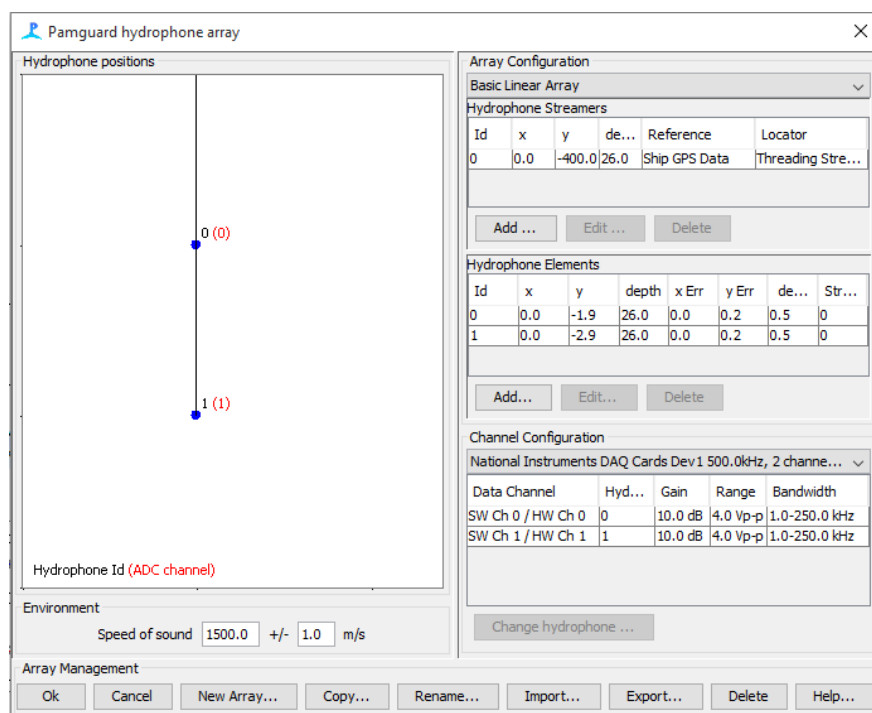 Pamguard hydrophone array
Hydrophone positions
0 (0)
1 (1)
Hydrophone Id (ADC channel)
Environment
Speed of sound 1500.0 +/- 1.0 m/s
Array Configuration
Basic Linear Array
Hydrophone Streamers
Id x y de... Reference Locator
0 0.0 -400.0 26.0 Ship GPS Data Threading Stre...
Add ... Edit ... Delete
Hydrophone Elements
Id x y depth x Err y Err de... Str...
0 0.0 -1.9 26.0 0.0 0.2 0.5 0
1 0.0 -2.9 26.0 0.0 0.2 0.5 0
Add... Edit... Delete
Channel Configuration
National Instruments DAQ Cards Dev1 500.0kHz, 2 channe...
Data Channel Hyd... Gain Range Bandwidth
SW Ch 0 / HW Ch 0 0 10.0 dB 4.0 Vp-p 1.0-250.0 kHz
SW Ch 1 / HW Ch 1 1 10.0 dB 4.0 Vp-p 1.0-250.0 kHz
Change hydrophone ...
Array Management
Ok Cancel New Array... Copy... Rename... Import... Export... Delete Help...